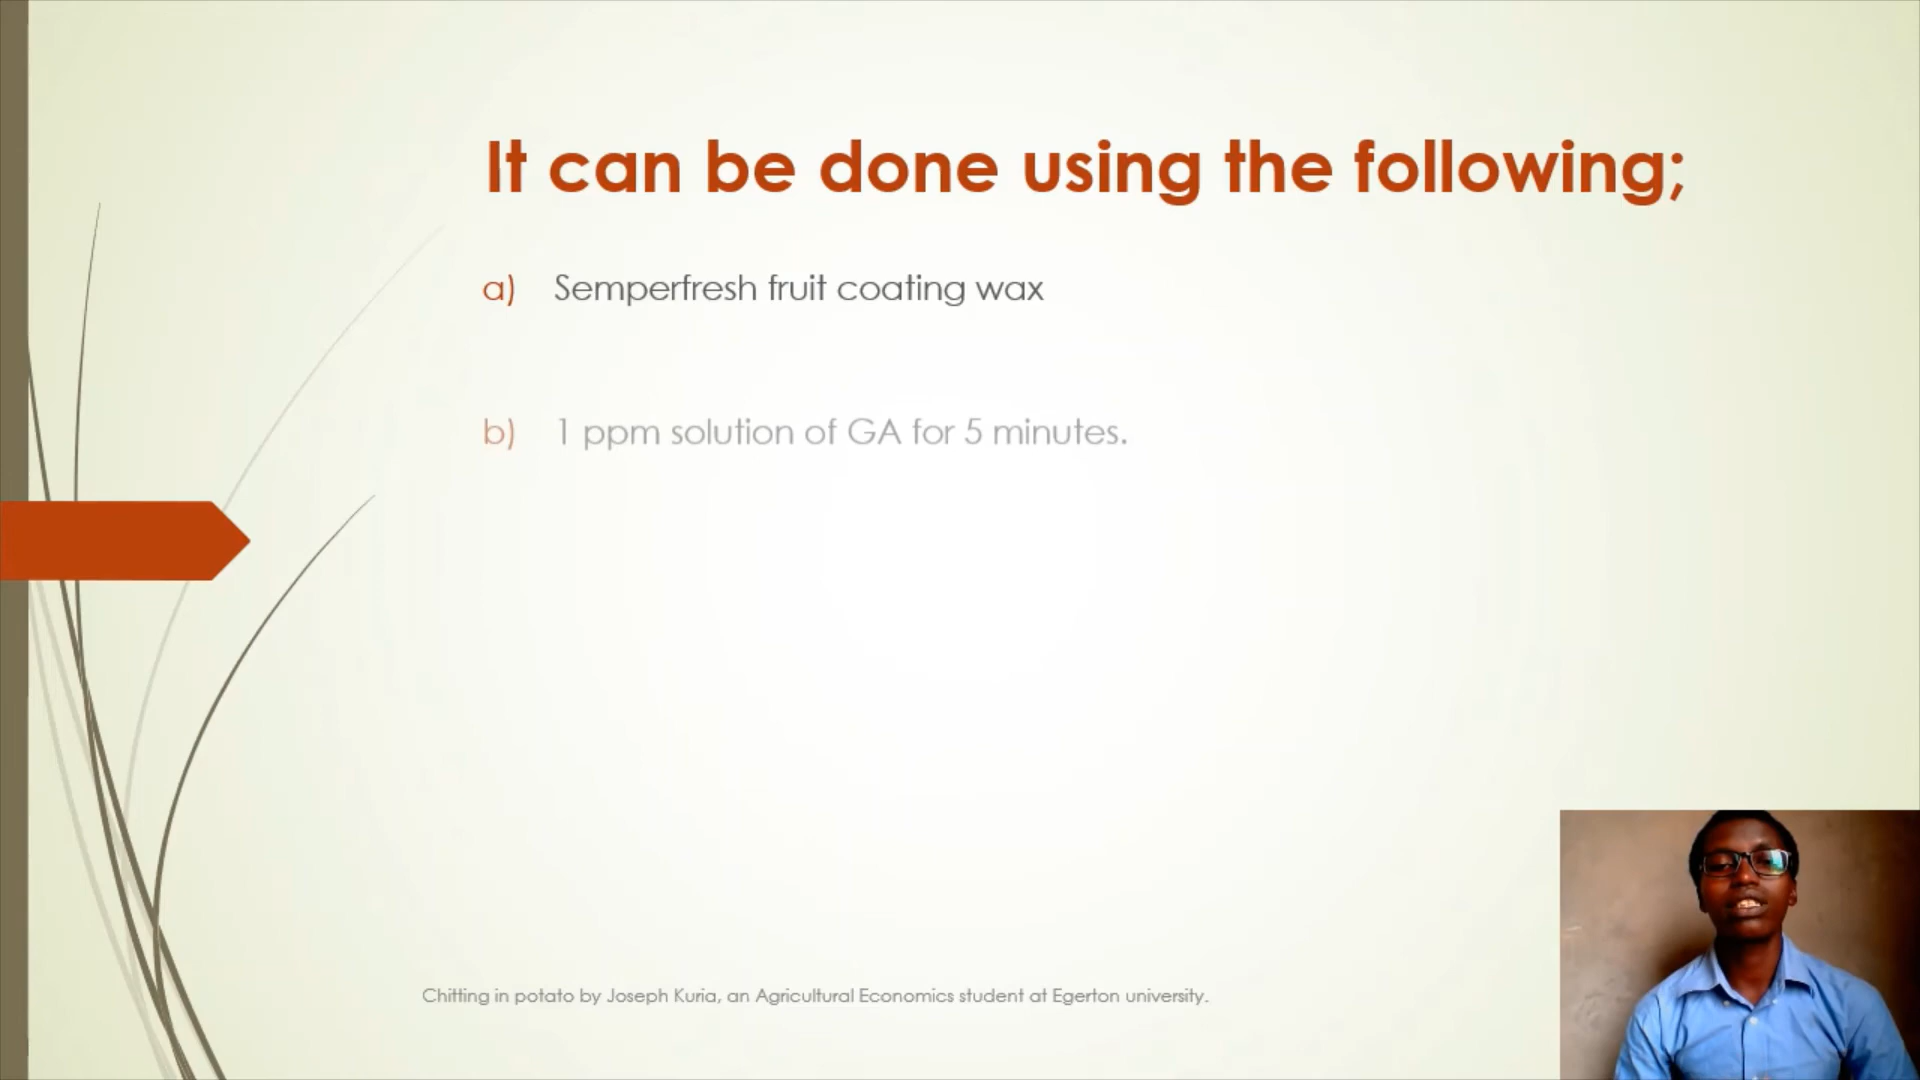 It can be done using the following;
a) Semperfresh fruit coating wax
b) 1 ppm solution of GA for 5 minutes.
Chitting in potato by Joseph Kuria, an Agricultural Economics student at Egerton university.